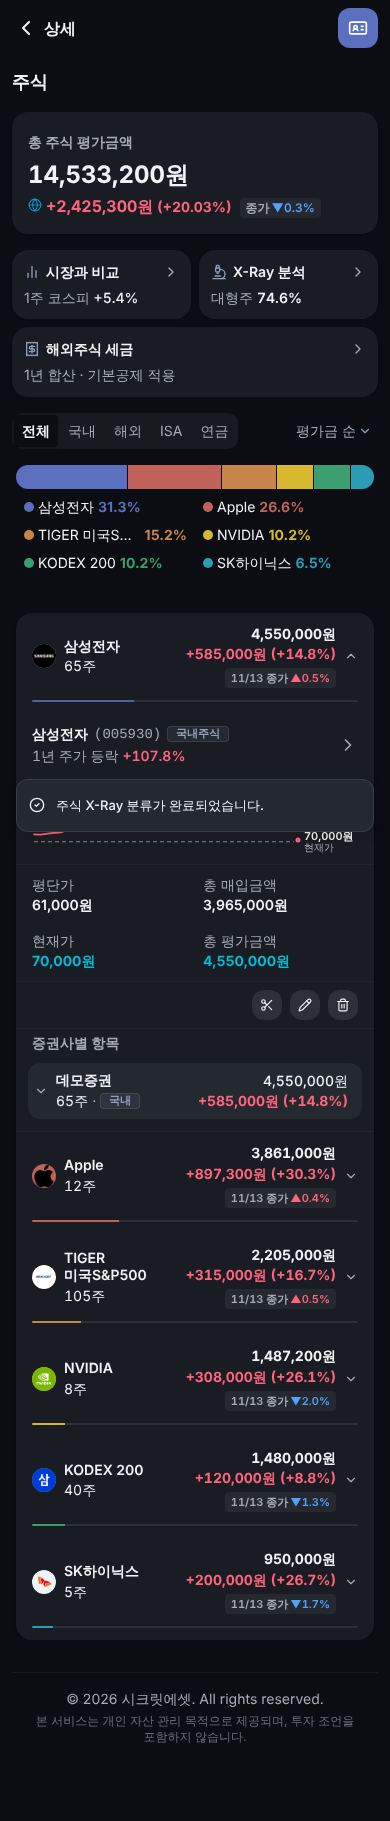 상세
주식
총 주식 평가금액
14,533,200원
+2,425,300원 (+20.03%) 종가 ▼0.3%
시장과 비교
1주 코스피 +5.4%
X-Ray 분석
대형주 74.6%
해외주식 세금
1년 합산 · 기본공제 적용
전체 국내 해외 ISA 연금 평가금 순
삼성전자 31.3% Apple 26.6%
TIGER 미국S... 15.2% NVIDIA 10.2%
KODEX 200 10.2% SK하이닉스 6.5%
삼성전자
65주
4,550,000원
+585,000원 (+14.8%)
11/13 종가 ▲0.5%
삼성전자 (005930) 국내주식
1년 주가 등락 +107.8%
주식 X-Ray 분류가 완료되었습니다.
70,000원
현재가
평단가 총 매입금액
61,000원 3,965,000원
현재가 총 평가금액
70,000원 4,550,000원
증권사별 항목
데모증권
65주 · 국내
4,550,000원
+585,000원 (+14.8%)
Apple
12주
3,861,000원
+897,300원 (+30.3%)
11/13 종가 ▲0.4%
TIGER
미국S&P500
105주
2,205,000원
+315,000원 (+16.7%)
11/13 종가 ▲0.5%
NVIDIA
8주
1,487,200원
+308,000원 (+26.1%)
11/13 종가 ▼2.0%
삼
KODEX 200
40주
1,480,000원
+120,000원 (+8.8%)
11/13 종가 ▼1.3%
SK하이닉스
5주
950,000원
+200,000원 (+26.7%)
11/13 종가 ▼1.7%
© 2026 시크릿에셋. All rights reserved.
본 서비스는 개인 자산 관리 목적으로 제공되며, 투자 조언을
포함하지 않습니다.